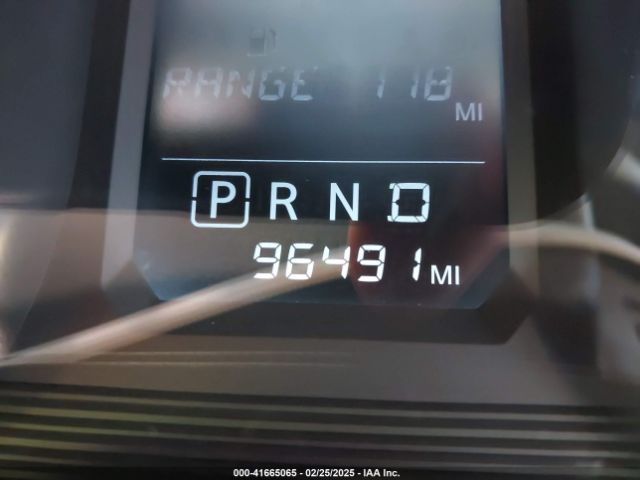 RANGE 118 MI
P R N D
96491 MI
000-41665065 - 02/25/2025 - IAA Inc.